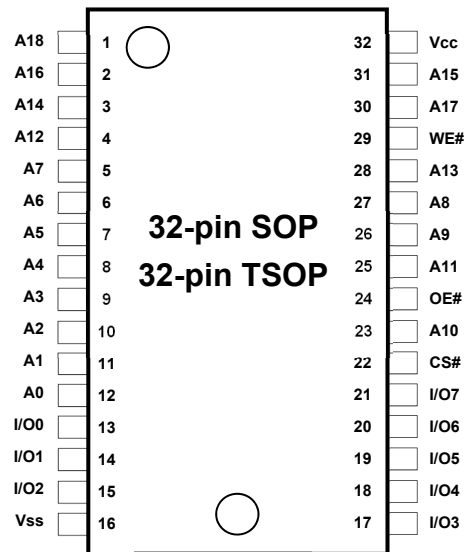 A18 1 32 Vcc
A16 2 31 A15
A14 3 30 A17
A12 4 29 WE#
A7 5 28 A13
A6 6 27 A8
A5 7 26 A9
A4 8 25 A11
A3 9 24 OE#
A2 10 23 A10
A1 11 22 CS#
A0 12 21 I/O7
I/O0 13 20 I/O6
I/O1 14 19 I/O5
I/O2 15 18 I/O4
Vss 16 17 I/O3
32-pin SOP
32-pin TSOP